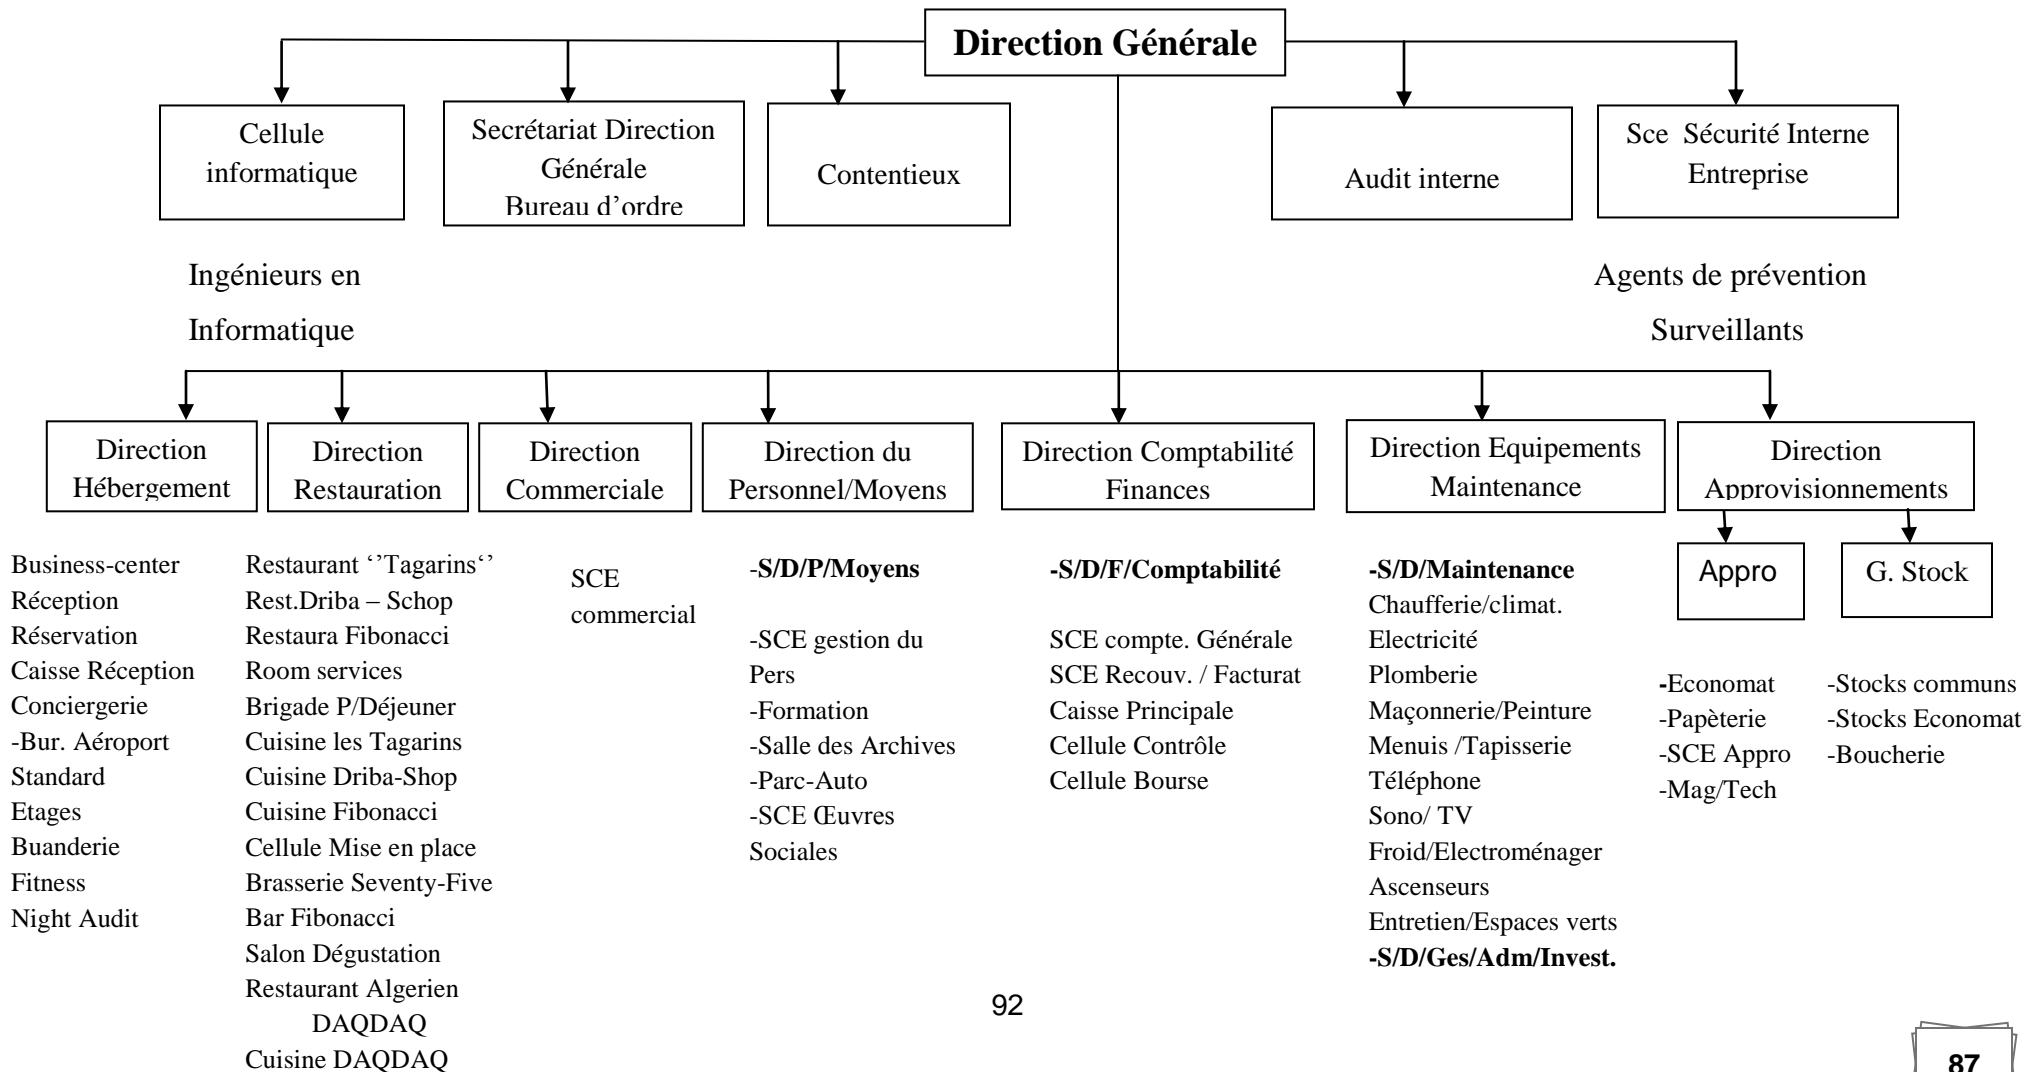 Direction Générale
Cellule
informatique
Secrétariat Direction
Générale
Bureau d’ordre
Contentieux
Audit interne
Sce  Sécurité Interne
Entreprise
Ingénieurs en
Informatique
Agents de prévention
Surveillants
Direction
Hébergement
Direction
Restauration
Direction
Commerciale
Direction du
Personnel/Moyens
Direction Comptabilité
Finances
Direction Equipements
Maintenance
Direction
Approvisionnements
Business-center
Réception
Réservation
Caisse Réception
Conciergerie
-Bur. Aéroport
Standard
Etages
Buanderie
Fitness
Night Audit
Restaurant ‘’Tagarins‘’
Rest.Driba – Schop
Restaura Fibonacci
Room services
Brigade P/Déjeuner
Cuisine les Tagarins
Cuisine Driba-Shop
Cuisine Fibonacci
Cellule Mise en place
Brasserie Seventy-Five
Bar Fibonacci
Salon Dégustation
Restaurant Algerien
DAQDAQ
Cuisine DAQDAQ
SCE
commercial
-S/D/P/Moyens
-SCE gestion du
Pers
-Formation
-Salle des Archives
-Parc-Auto
-SCE Œuvres
Sociales
-S/D/F/Comptabilité
SCE compte. Générale
SCE Recouv. / Facturat
Caisse Principale
Cellule Contrôle
Cellule Bourse
-S/D/Maintenance
Chaufferie/climat.
Electricité
Plomberie
Maçonnerie/Peinture
Menuis /Tapisserie
Téléphone
Sono/ TV
Froid/Electroménager
Ascenseurs
Entretien/Espaces verts
-S/D/Ges/Adm/Invest.
Appro
G. Stock
-Economat
-Papèterie
-SCE Appro
-Mag/Tech
-Stocks communs
-Stocks Economat
-Boucherie
92
87